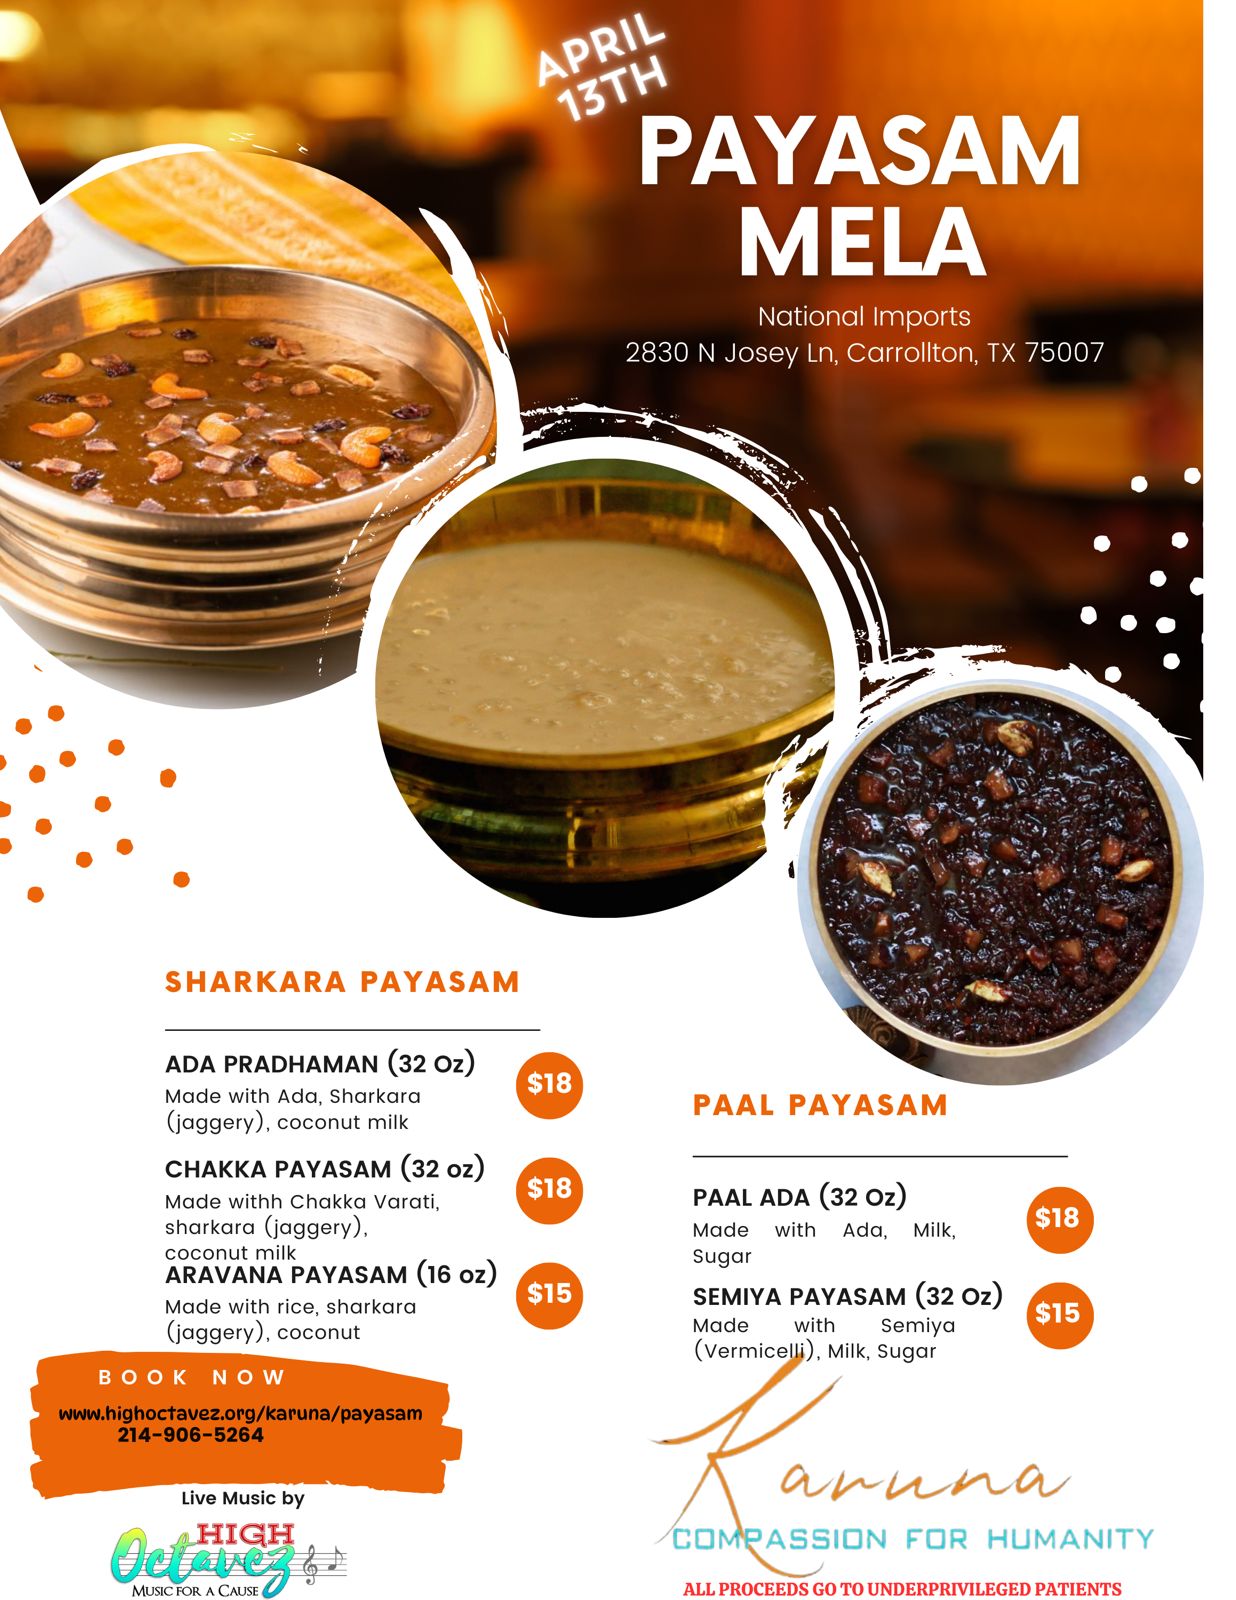 APRIL
13TH
PAYASAM
MELA
National Imports
2830 N Josey Ln, Carrollton, TX 75007
SHARKARA PAYASAM
ADA PRADHAMAN (32 Oz)
$18
Made with Ada, Sharkara
(jaggery), coconut milk
CHAKKA PAYASAM (32 oz)
$18
Made withh Chakka Varati,
sharkara (jaggery),
coconut milk
ARAVANA PAYASAM (16 oz)
$15
Made with rice, sharkara
(jaggery), coconut
PAAL PAYASAM
PAAL ADA (32 Oz)
$18
Made with Ada, Milk,
Sugar
SEMIYA PAYASAM (32 Oz)
$15
Made with Semiya
(Vermicelli), Milk, Sugar
BOOK NOW
www.highoctavez.org/karuna/payasam
214-906-5264
Live Music by
HIGH
Octavez
MUSIC FOR A CAUSE
Karuna
COMPASSION FOR HUMANITY
ALL PROCEEDS GO TO UNDERPRIVILEGED PATIENTS